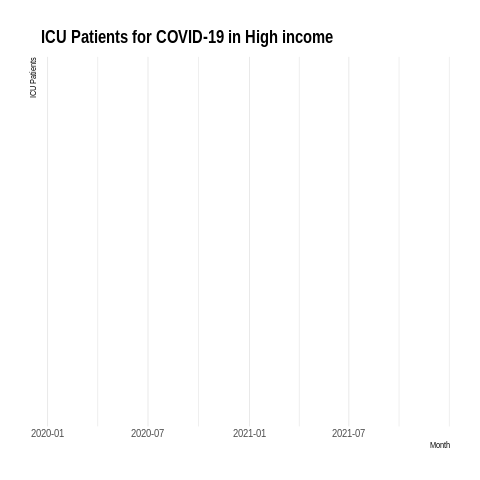 ICU Patients for COVID-19 in High income
ICU Patients
2020-01
2020-07
2021-01
2021-07
Month